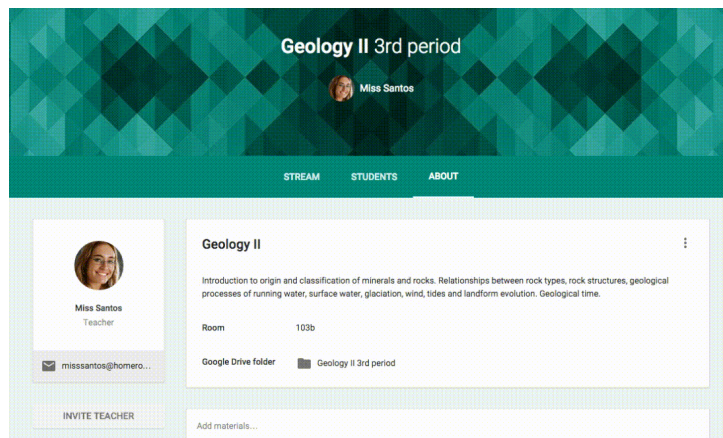 Geology II 3rd period
Miss Santos
STREAM STUDENTS ABOUT
Miss Santos
Teacher
misssantos@homero...
INVITE TEACHER
Geology II
Introduction to origin and classification of minerals and rocks. Relationships between rock types, rock structures, geological
processes of running water, surface water, glaciation, wind, tides and landform evolution. Geological time.
Room 103b
Google Drive folder Geology II 3rd period
Add materials...